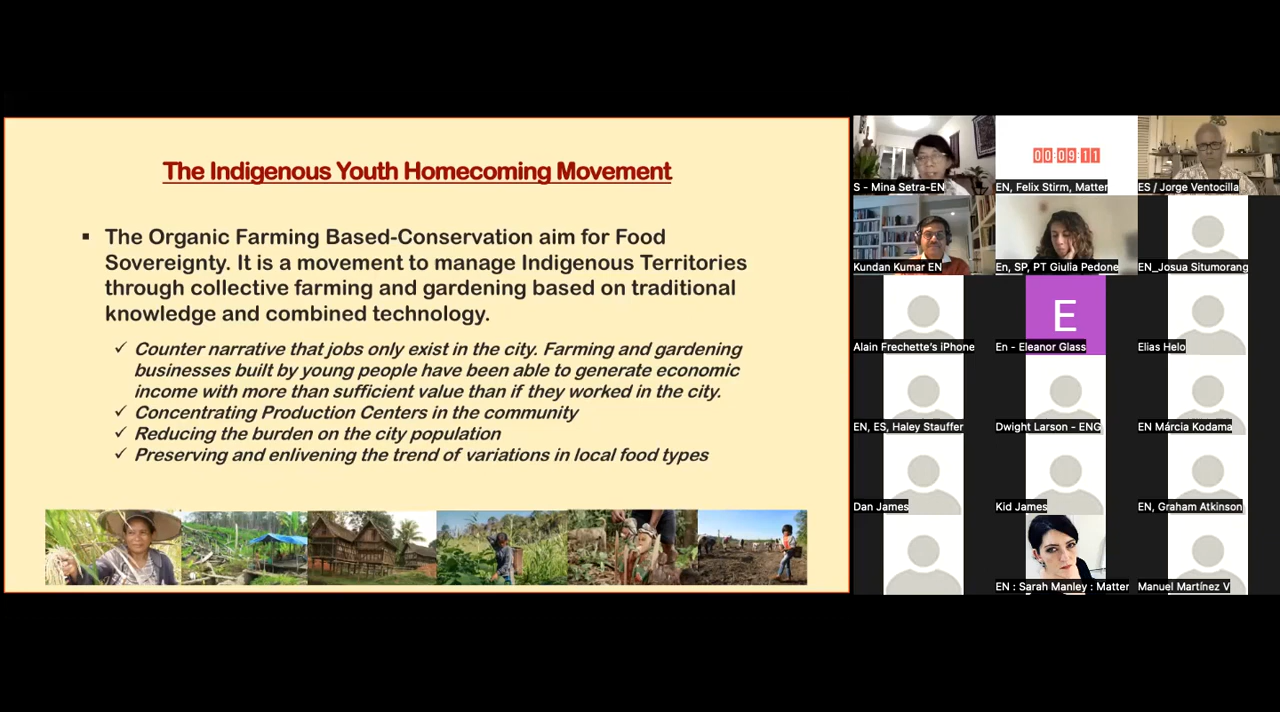 The Indigenous Youth Homecoming Movement
▪ The Organic Farming Based-Conservation aim for Food
Sovereignty. It is a movement to manage Indigenous Territories
through collective farming and gardening based on traditional
knowledge and combined technology.
✓ Counter narrative that jobs only exist in the city. Farming and gardening
businesses built by young people have been able to generate economic
income with more than sufficient value than if they worked in the city.
✓ Concentrating Production Centers in the community
✓ Reducing the burden on the city population
✓ Preserving and enlivening the trend of variations in local food types
00:09:11
S - Mina Setra-EN
EN, Felix Stirm, Matter
ES / Jorge Ventocilla
Kundan Kumar EN
En, SP, PT Giulia Pedone
EN_Josua Situmorang
Alain Frechette's iPhone
E
En - Eleanor Glass
Elias Helo
EN, ES, Haley Stauffer
Dwight Larson - ENG
EN Márcia Kodama
Dan James
Kid James
EN, Graham Atkinson
EN : Sarah Manley : Matter
Manuel Martínez V